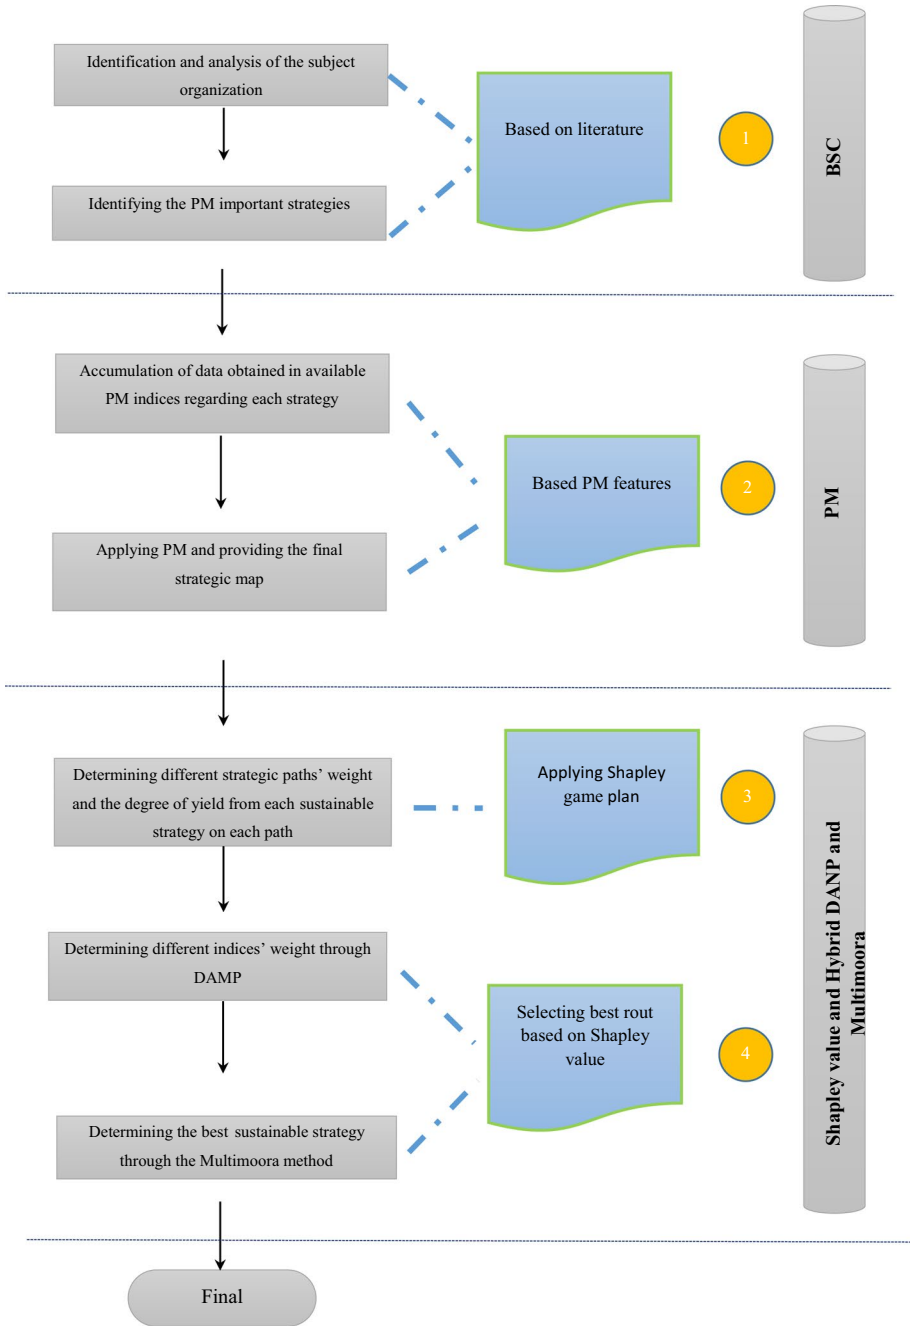 Identification and analysis of the subject
organization
Based on literature
1
BSC
Identifying the PM important strategies
Accumulation of data obtained in available
PM indices regarding each strategy
Based PM features
2
PM
Applying PM and providing the final
strategic map
Determining different strategic paths' weight
and the degree of yield from each sustainable
strategy on each path
Applying Shapley
game plan
3
Shapley value and Hybrid DANP and
Multimoora
Determining different indices' weight through
DAMP
Selecting best rout
based on Shapley
value
4
Determining the best sustainable strategy
through the Multimoora method
Final